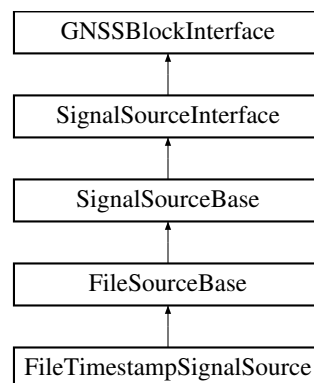 GNSSBlockInterface
SignalSourceInterface
SignalSourceBase
FileSourceBase
FileTimestampSignalSource